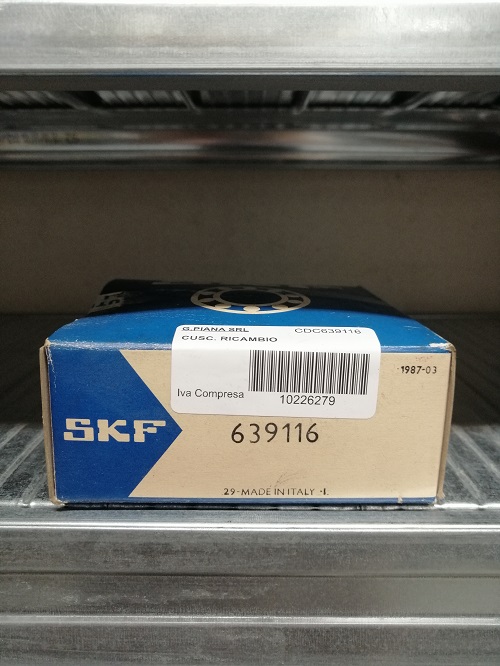 G.PIANA SRL CDC639116
CUSC. RICAMBIO
1987-03
Iva Compresa
10226279
SKF
639116
29-MADE IN ITALY -I.